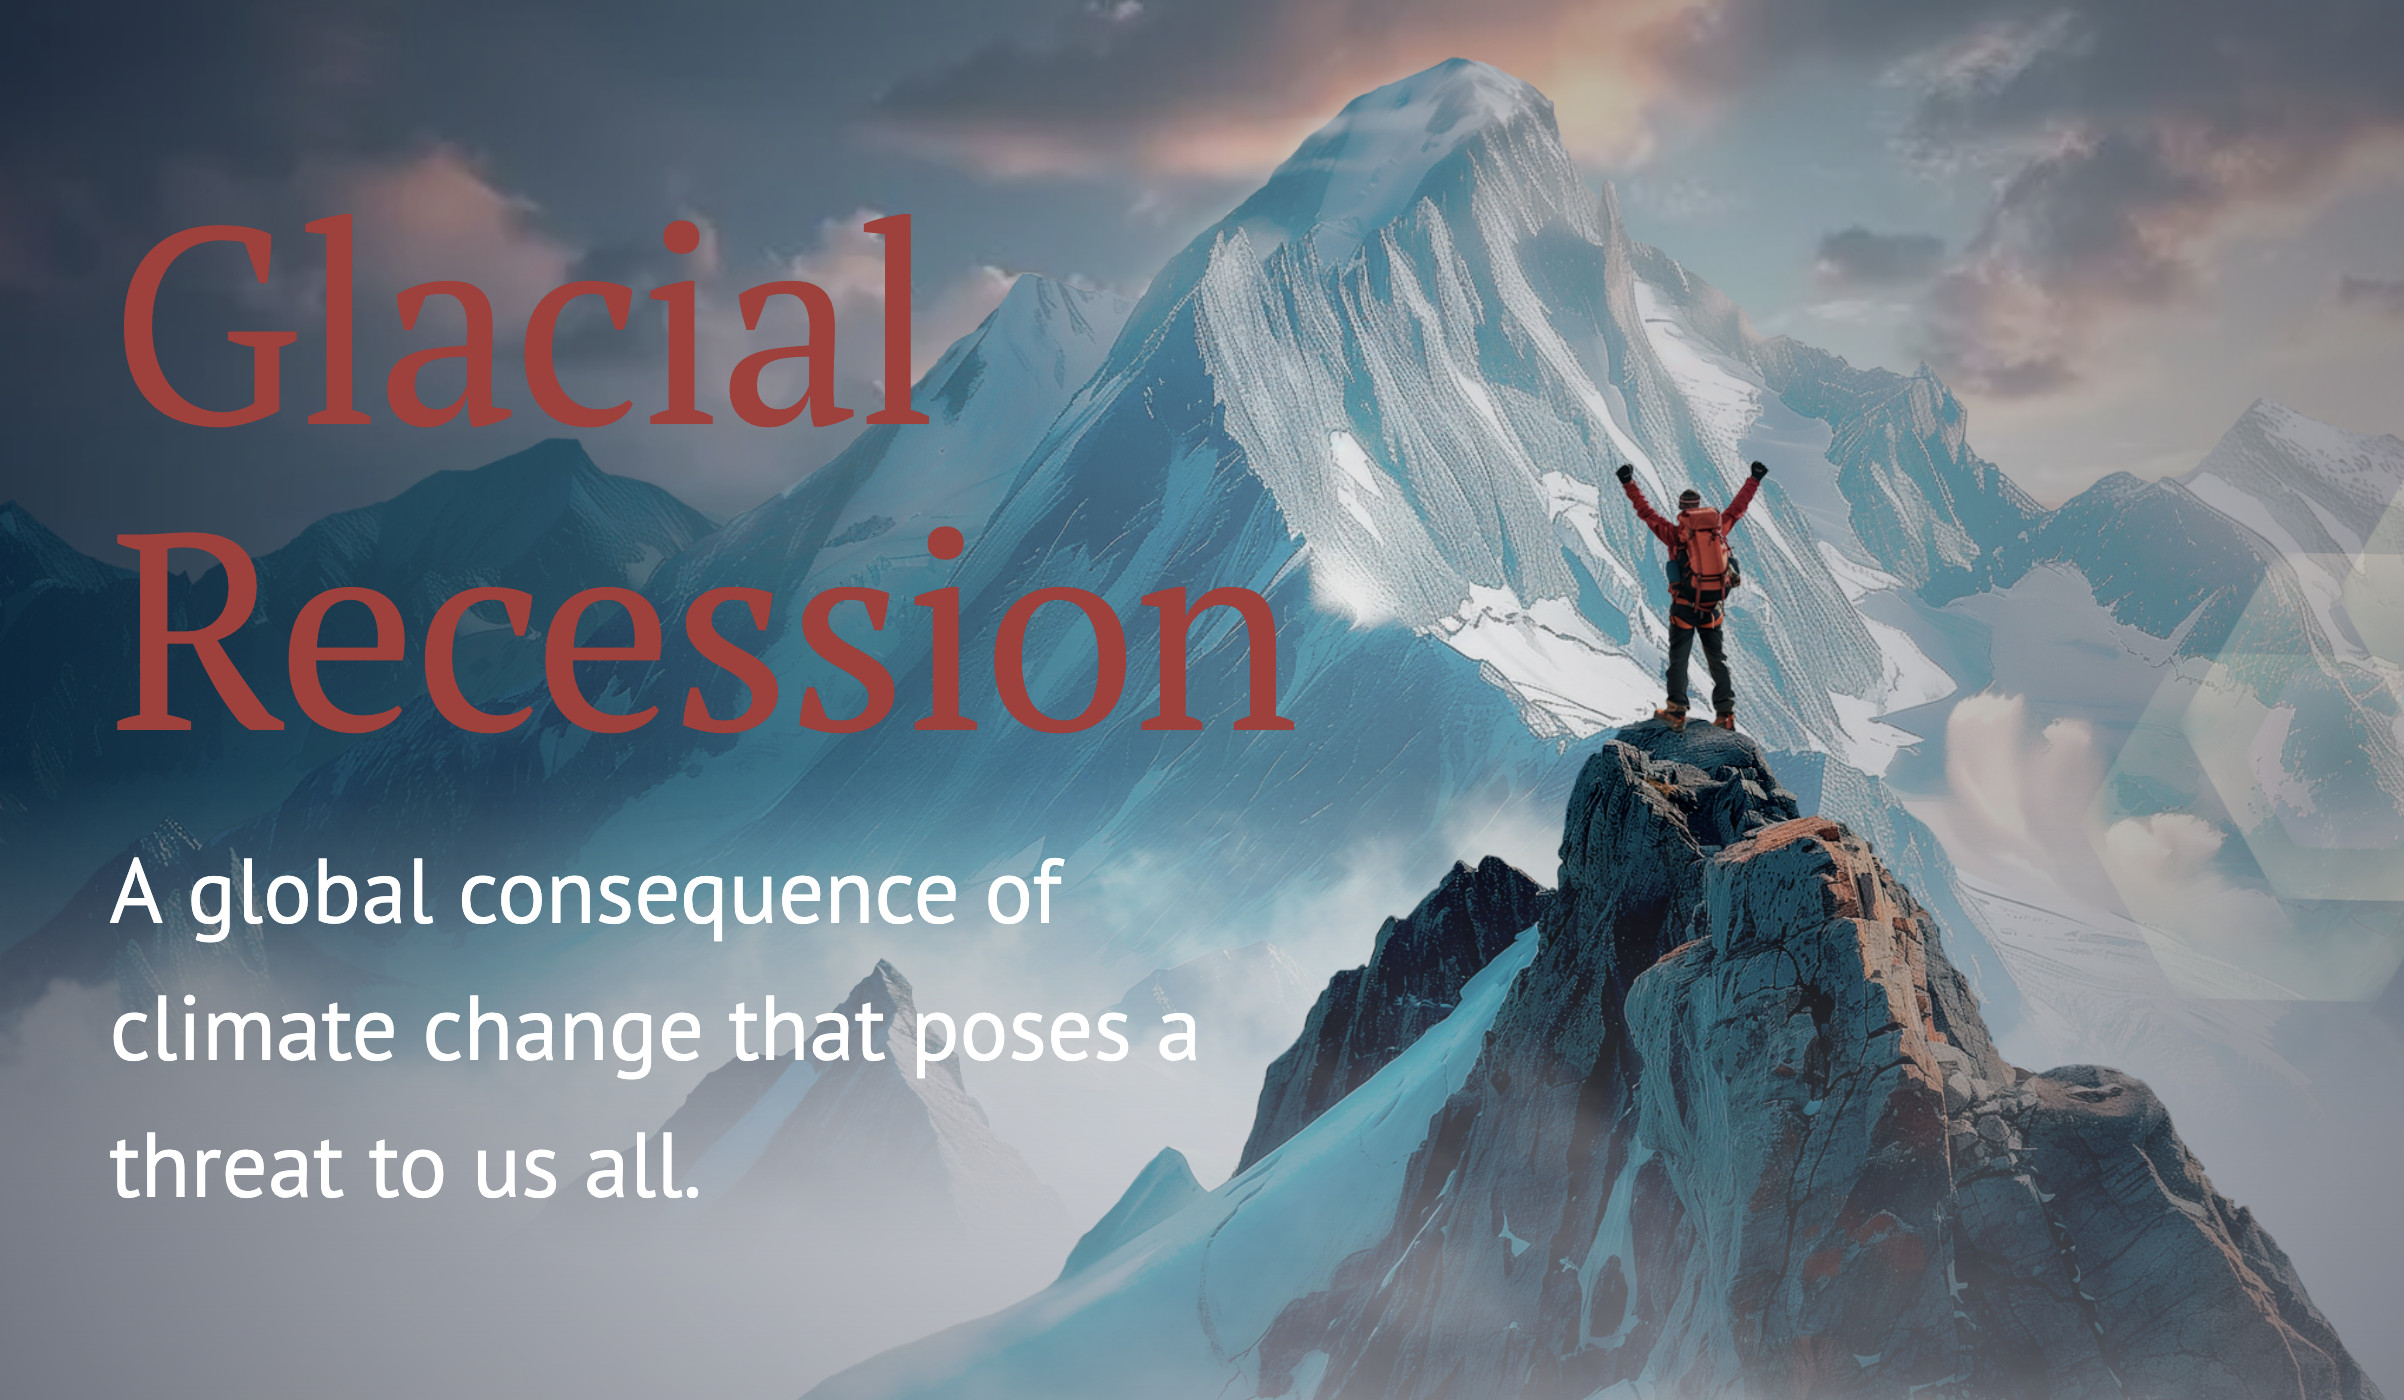 Glacial
Recession
A global consequence of
climate change that poses a
threat to us all.